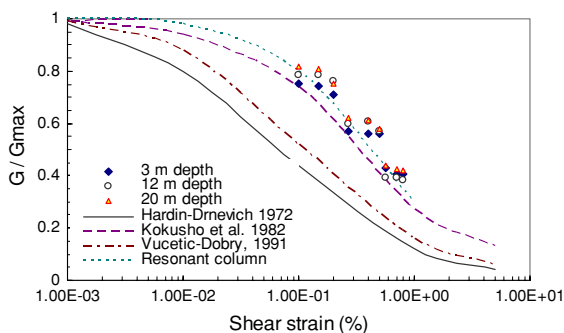 1
0.8
0.6
0.4
0.2
0
G / Gmax
3 m depth
12 m depth
20 m depth
Hardin-Drnevich 1972
Kokusho et al. 1982
Vucetic-Dobry, 1991
Resonant column
1.00E-03 1.00E-02 1.00E-01 1.00E+00 1.00E+01
Shear strain (%)